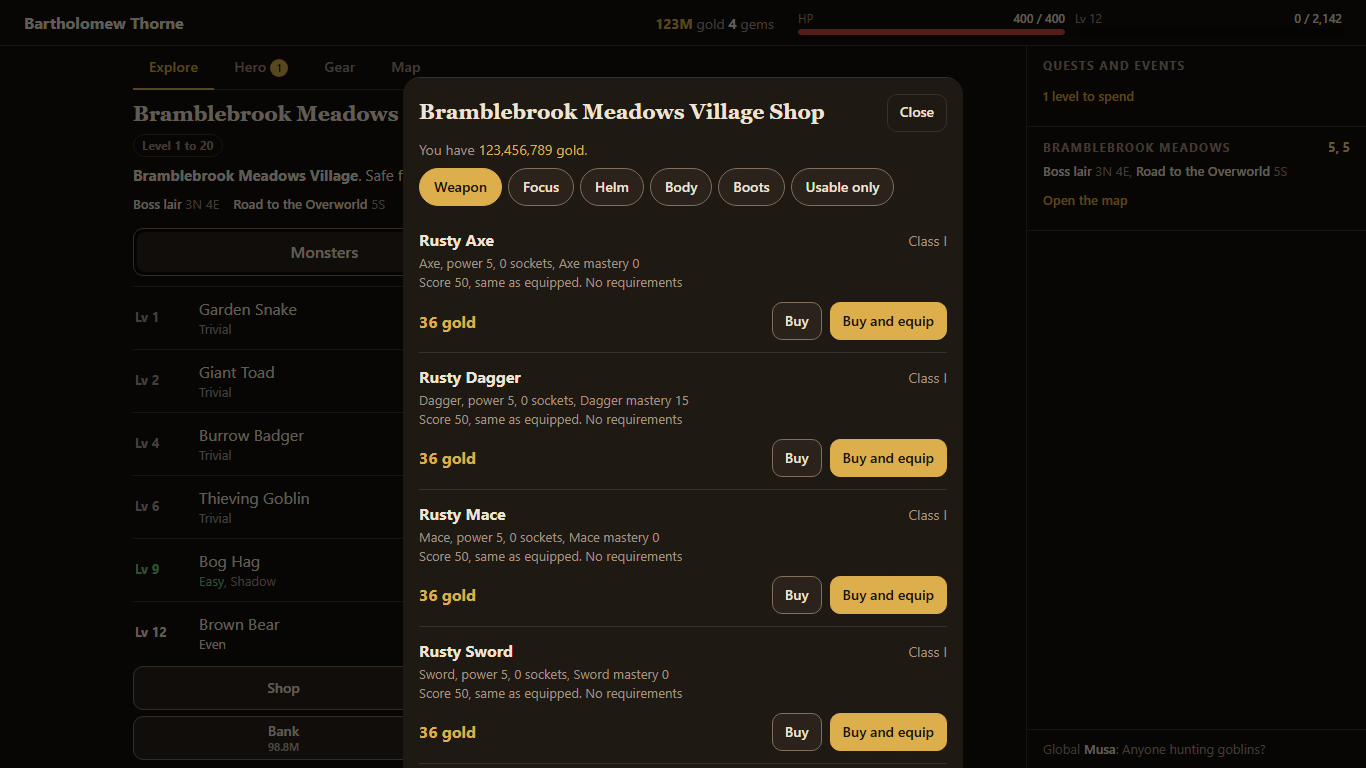 Bartholomew Thorne
123M gold 4 gems
HP 400 / 400
Lv 12 0 / 2,142
Explore
Hero 1
Gear
Map
Bramblebrook Meadows
Level 1 to 20
Bramblebrook Meadows Village. Safe f
Boss lair 3N 4E Road to the Overworld 5S
Monsters
Lv 1 Garden Snake
Trivial
Lv 2 Giant Toad
Trivial
Lv 4 Burrow Badger
Trivial
Lv 6 Thieving Goblin
Trivial
Lv 9 Bog Hag
Easy, Shadow
Lv 12 Brown Bear
Even
Shop
Bank
98.8M
Bramblebrook Meadows Village Shop
Close
You have 123,456,789 gold.
Weapon
Focus
Helm
Body
Boots
Usable only
Rusty Axe Class I
Axe, power 5, 0 sockets, Axe mastery 0
Score 50, same as equipped. No requirements
36 gold Buy Buy and equip
Rusty Dagger Class I
Dagger, power 5, 0 sockets, Dagger mastery 15
Score 50, same as equipped. No requirements
36 gold Buy Buy and equip
Rusty Mace Class I
Mace, power 5, 0 sockets, Mace mastery 0
Score 50, same as equipped. No requirements
36 gold Buy Buy and equip
Rusty Sword Class I
Sword, power 5, 0 sockets, Sword mastery 0
Score 50, same as equipped. No requirements
36 gold Buy Buy and equip
QUESTS AND EVENTS
1 level to spend
BRAMBLEBROOK MEADOWS 5, 5
Boss lair 3N 4E, Road to the Overworld 5S
Open the map
Global Musa: Anyone hunting goblins?